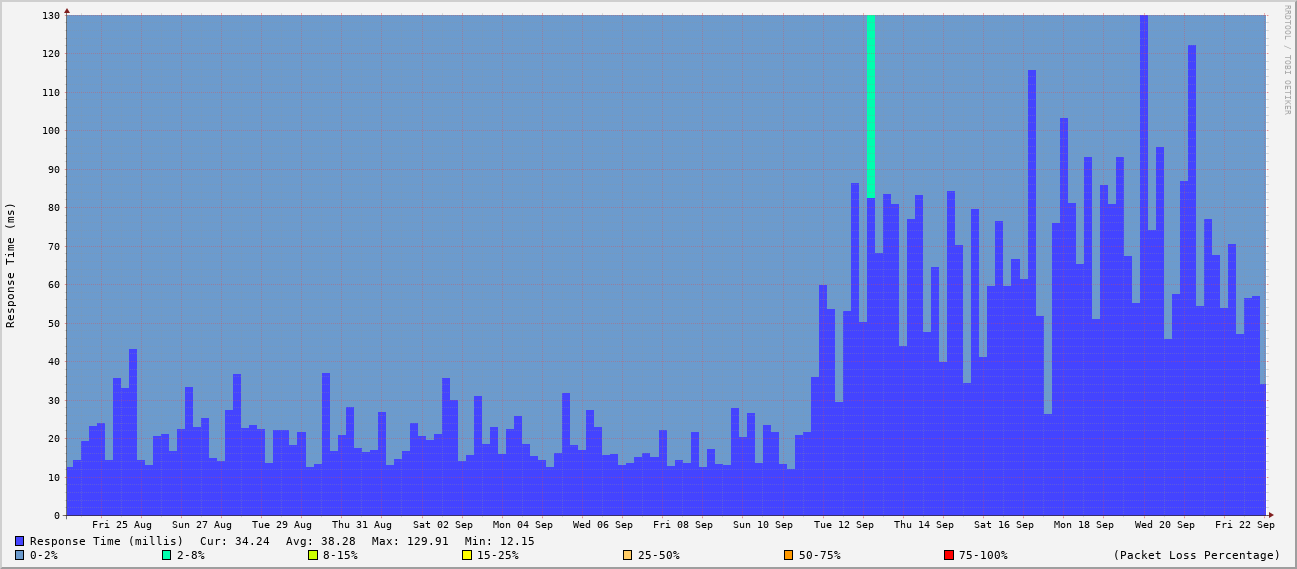 RRDTOOL / TOBI OETIKER
Response Time (ms)
130
120
110
100
90
80
70
60
50
40
30
20
10
0
Fri 25 Aug Sun 27 Aug Tue 29 Aug Thu 31 Aug Sat 02 Sep Mon 04 Sep Wed 06 Sep Fri 08 Sep Sun 10 Sep Tue 12 Sep Thu 14 Sep Sat 16 Sep Mon 18 Sep Wed 20 Sep Fri 22 Sep
Response Time (millis) Cur: 34.24 Avg: 38.28 Max: 129.91 Min: 12.15
0-2% 2-8% 8-15% 15-25% 25-50% 50-75% 75-100% (Packet Loss Percentage)